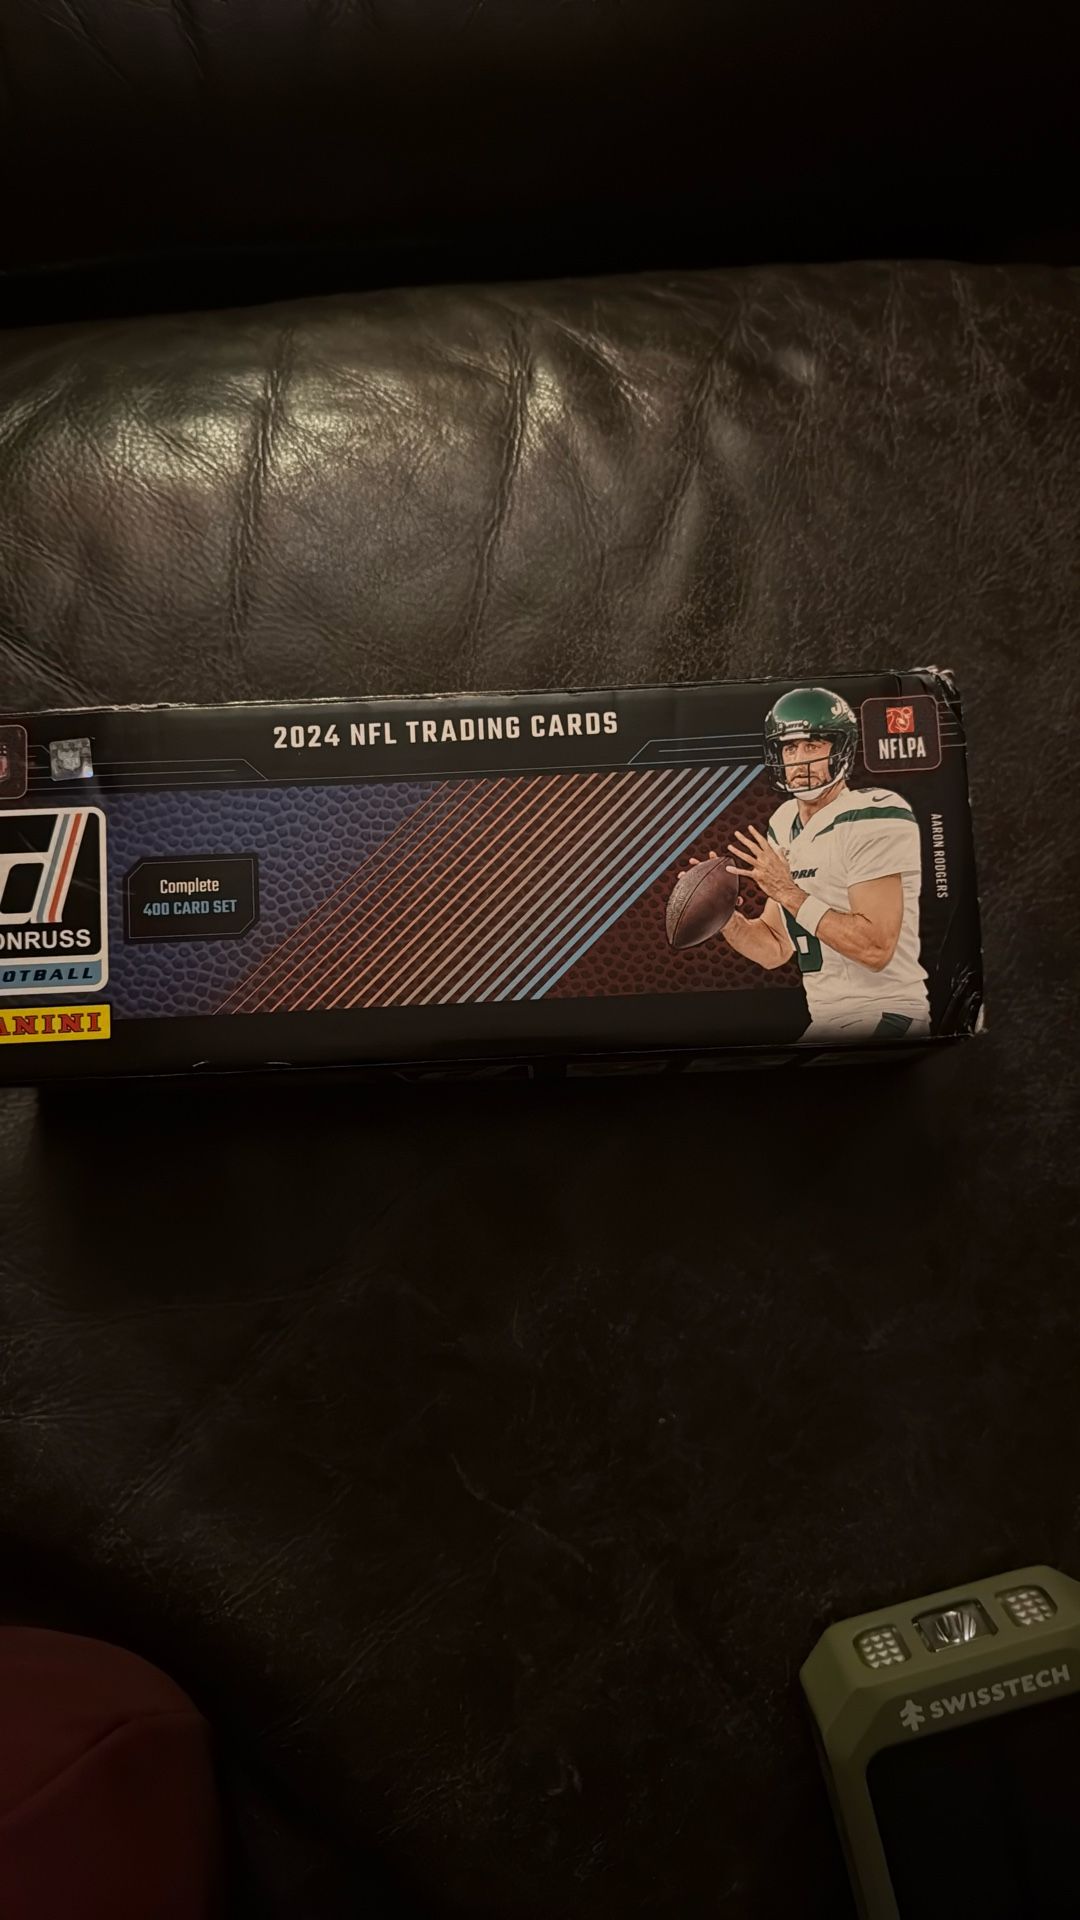 2024 NFL TRADING CARDS
NFLPA
AARON RODGERS
Complete
400 CARD SET
ONRUSS
OTBALL
ANINI
SWISSTECH